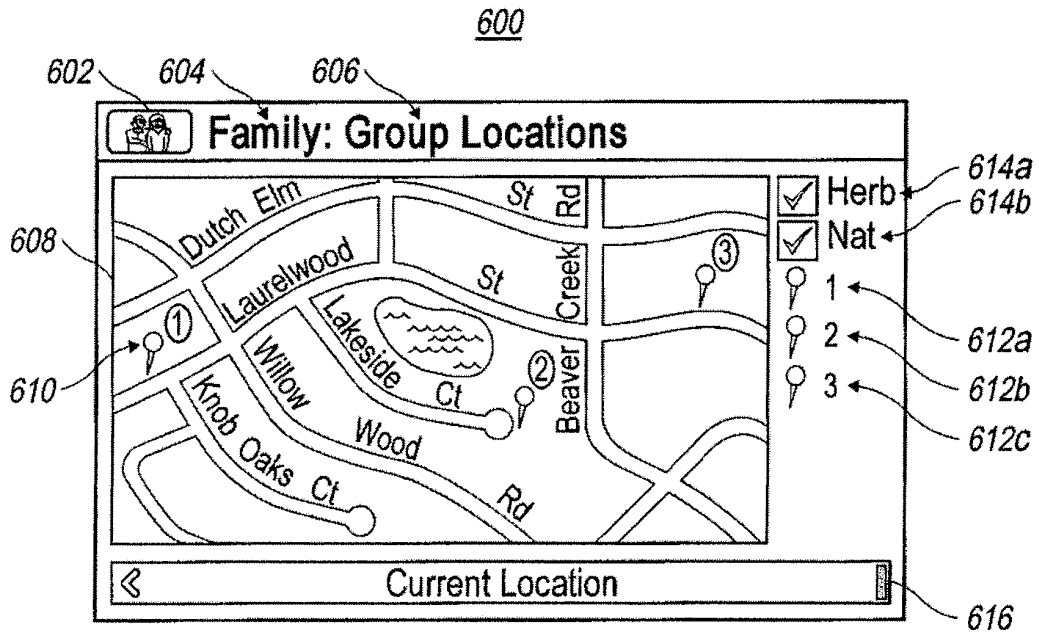 600
602 604 606
Family: Group Locations
608
610
Dutch Elm St
Laurelwood St
Lakeside Ct
Willow Wood Rd
Knob Oaks Ct
Beaver Creek Rd
1
2
3
Herb 614a
Nat 614b
1 612a
2 612b
3 612c
Current Location
616